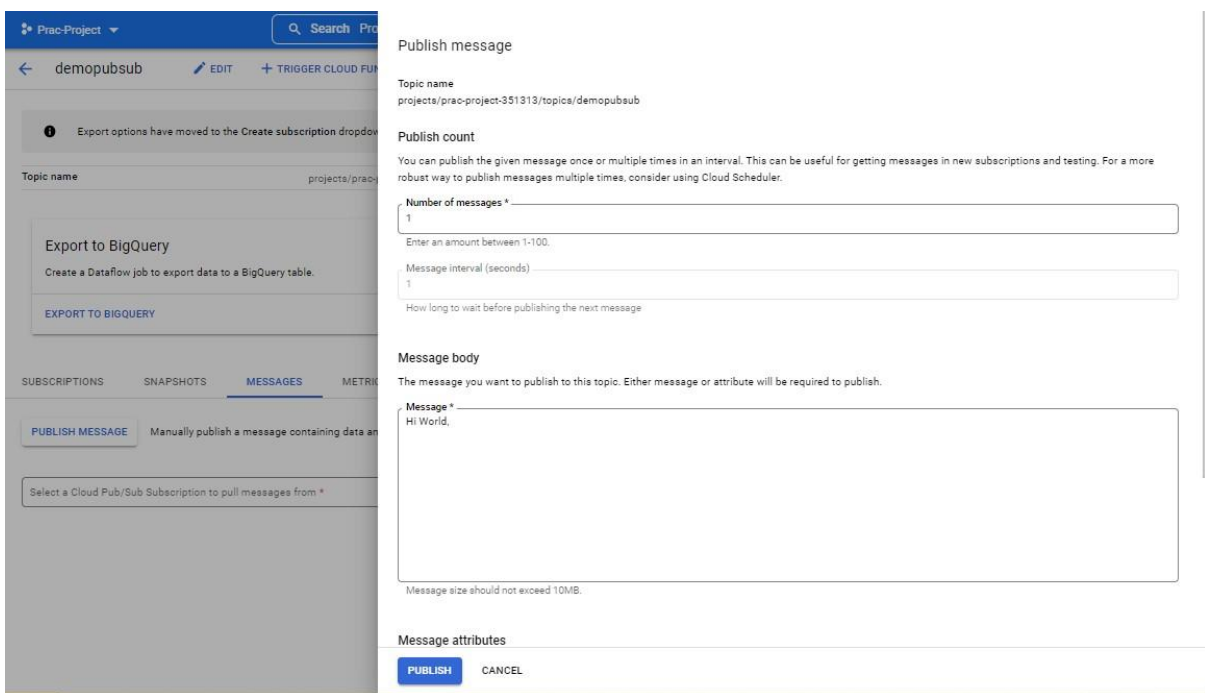 Prac-Project
Search Pro
demopubsub
EDIT
+ TRIGGER CLOUD FUN
Export options have moved to the Create subscription dropdow
Topic name
projects/prac-p
Export to BigQuery
Create a Dataflow job to export data to a BigQuery table.
EXPORT TO BIGQUERY
SUBSCRIPTIONS
SNAPSHOTS
MESSAGES
METRIC
PUBLISH MESSAGE
Manually publish a message containing data an
Select a Cloud Pub/Sub Subscription to pull messages from *
Publish message
Topic name
projects/prac-project-351313/topics/demopubsub
Publish count
You can publish the given message once or multiple times in an interval. This can be useful for getting messages in new subscriptions and testing. For a more
robust way to publish messages multiple times, consider using Cloud Scheduler.
Number of messages *
1
Enter an amount between 1-100.
Message interval (seconds)
1
How long to wait before publishing the next message
Message body
The message you want to publish to this topic. Either message or attribute will be required to publish.
Message *
Hi World,
Message size should not exceed 10MB.
Message attributes
PUBLISH
CANCEL